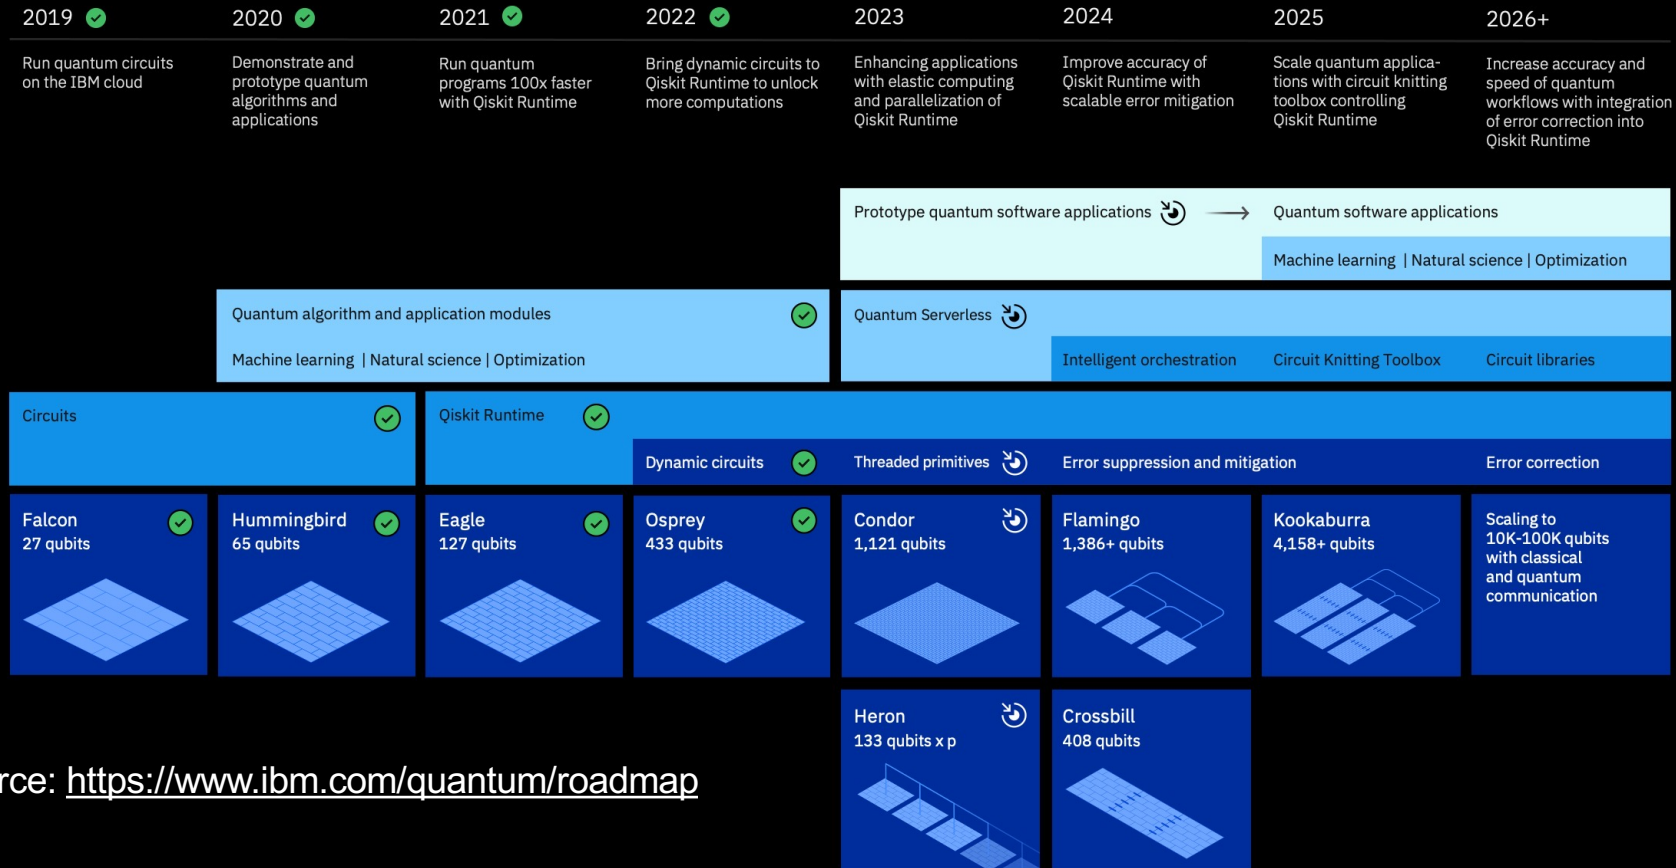 2019
2020
2021
2022
2023
2024
2025
2026+
Run quantum circuits
on the IBM cloud
Demonstrate and
prototype quantum
algorithms and
applications
Run quantum
programs 100x faster
with Qiskit Runtime
Bring dynamic circuits to
Qiskit Runtime to unlock
more computations
Enhancing applications
with elastic computing
and parallelization of
Qiskit Runtime
Improve accuracy of
Qiskit Runtime with
scalable error mitigation
Scale quantum applica-
tions with circuit knitting
toolbox controlling
Qiskit Runtime
Increase accuracy and
speed of quantum
workflows with integration
of error correction into
Qiskit Runtime
Prototype quantum software applications
Quantum software applications
Machine learning | Natural science | Optimization
Quantum algorithm and application modules
Machine learning | Natural science | Optimization
Quantum Serverless
Intelligent orchestration
Circuit Knitting Toolbox
Circuit libraries
Circuits
Qiskit Runtime
Dynamic circuits
Threaded primitives
Error suppression and mitigation
Error correction
Falcon
27 qubits
Hummingbird
65 qubits
Eagle
127 qubits
Osprey
433 qubits
Condor
1,121 qubits
Flamingo
1,386+ qubits
Kookaburra
4,158+ qubits
Scaling to
10K-100K qubits
with classical
and quantum
communication
Heron
133 qubits x p
Crossbill
408 qubits
rce: https://www.ibm.com/quantum/roadmap